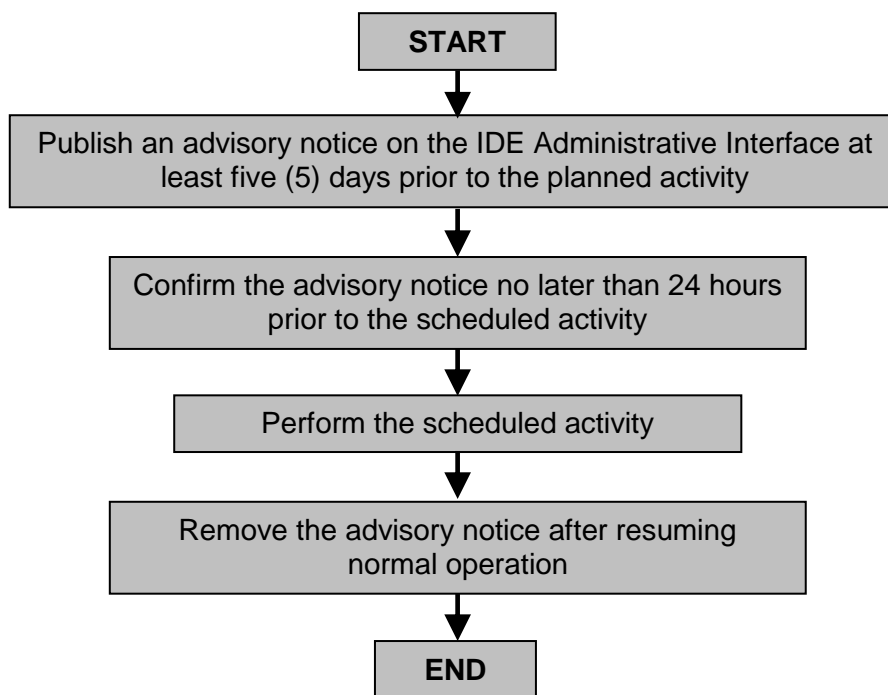 START
Publish an advisory notice on the IDE Administrative Interface at
least five (5) days prior to the planned activity
Confirm the advisory notice no later than 24 hours
prior to the scheduled activity
Perform the scheduled activity
Remove the advisory notice after resuming
normal operation
END